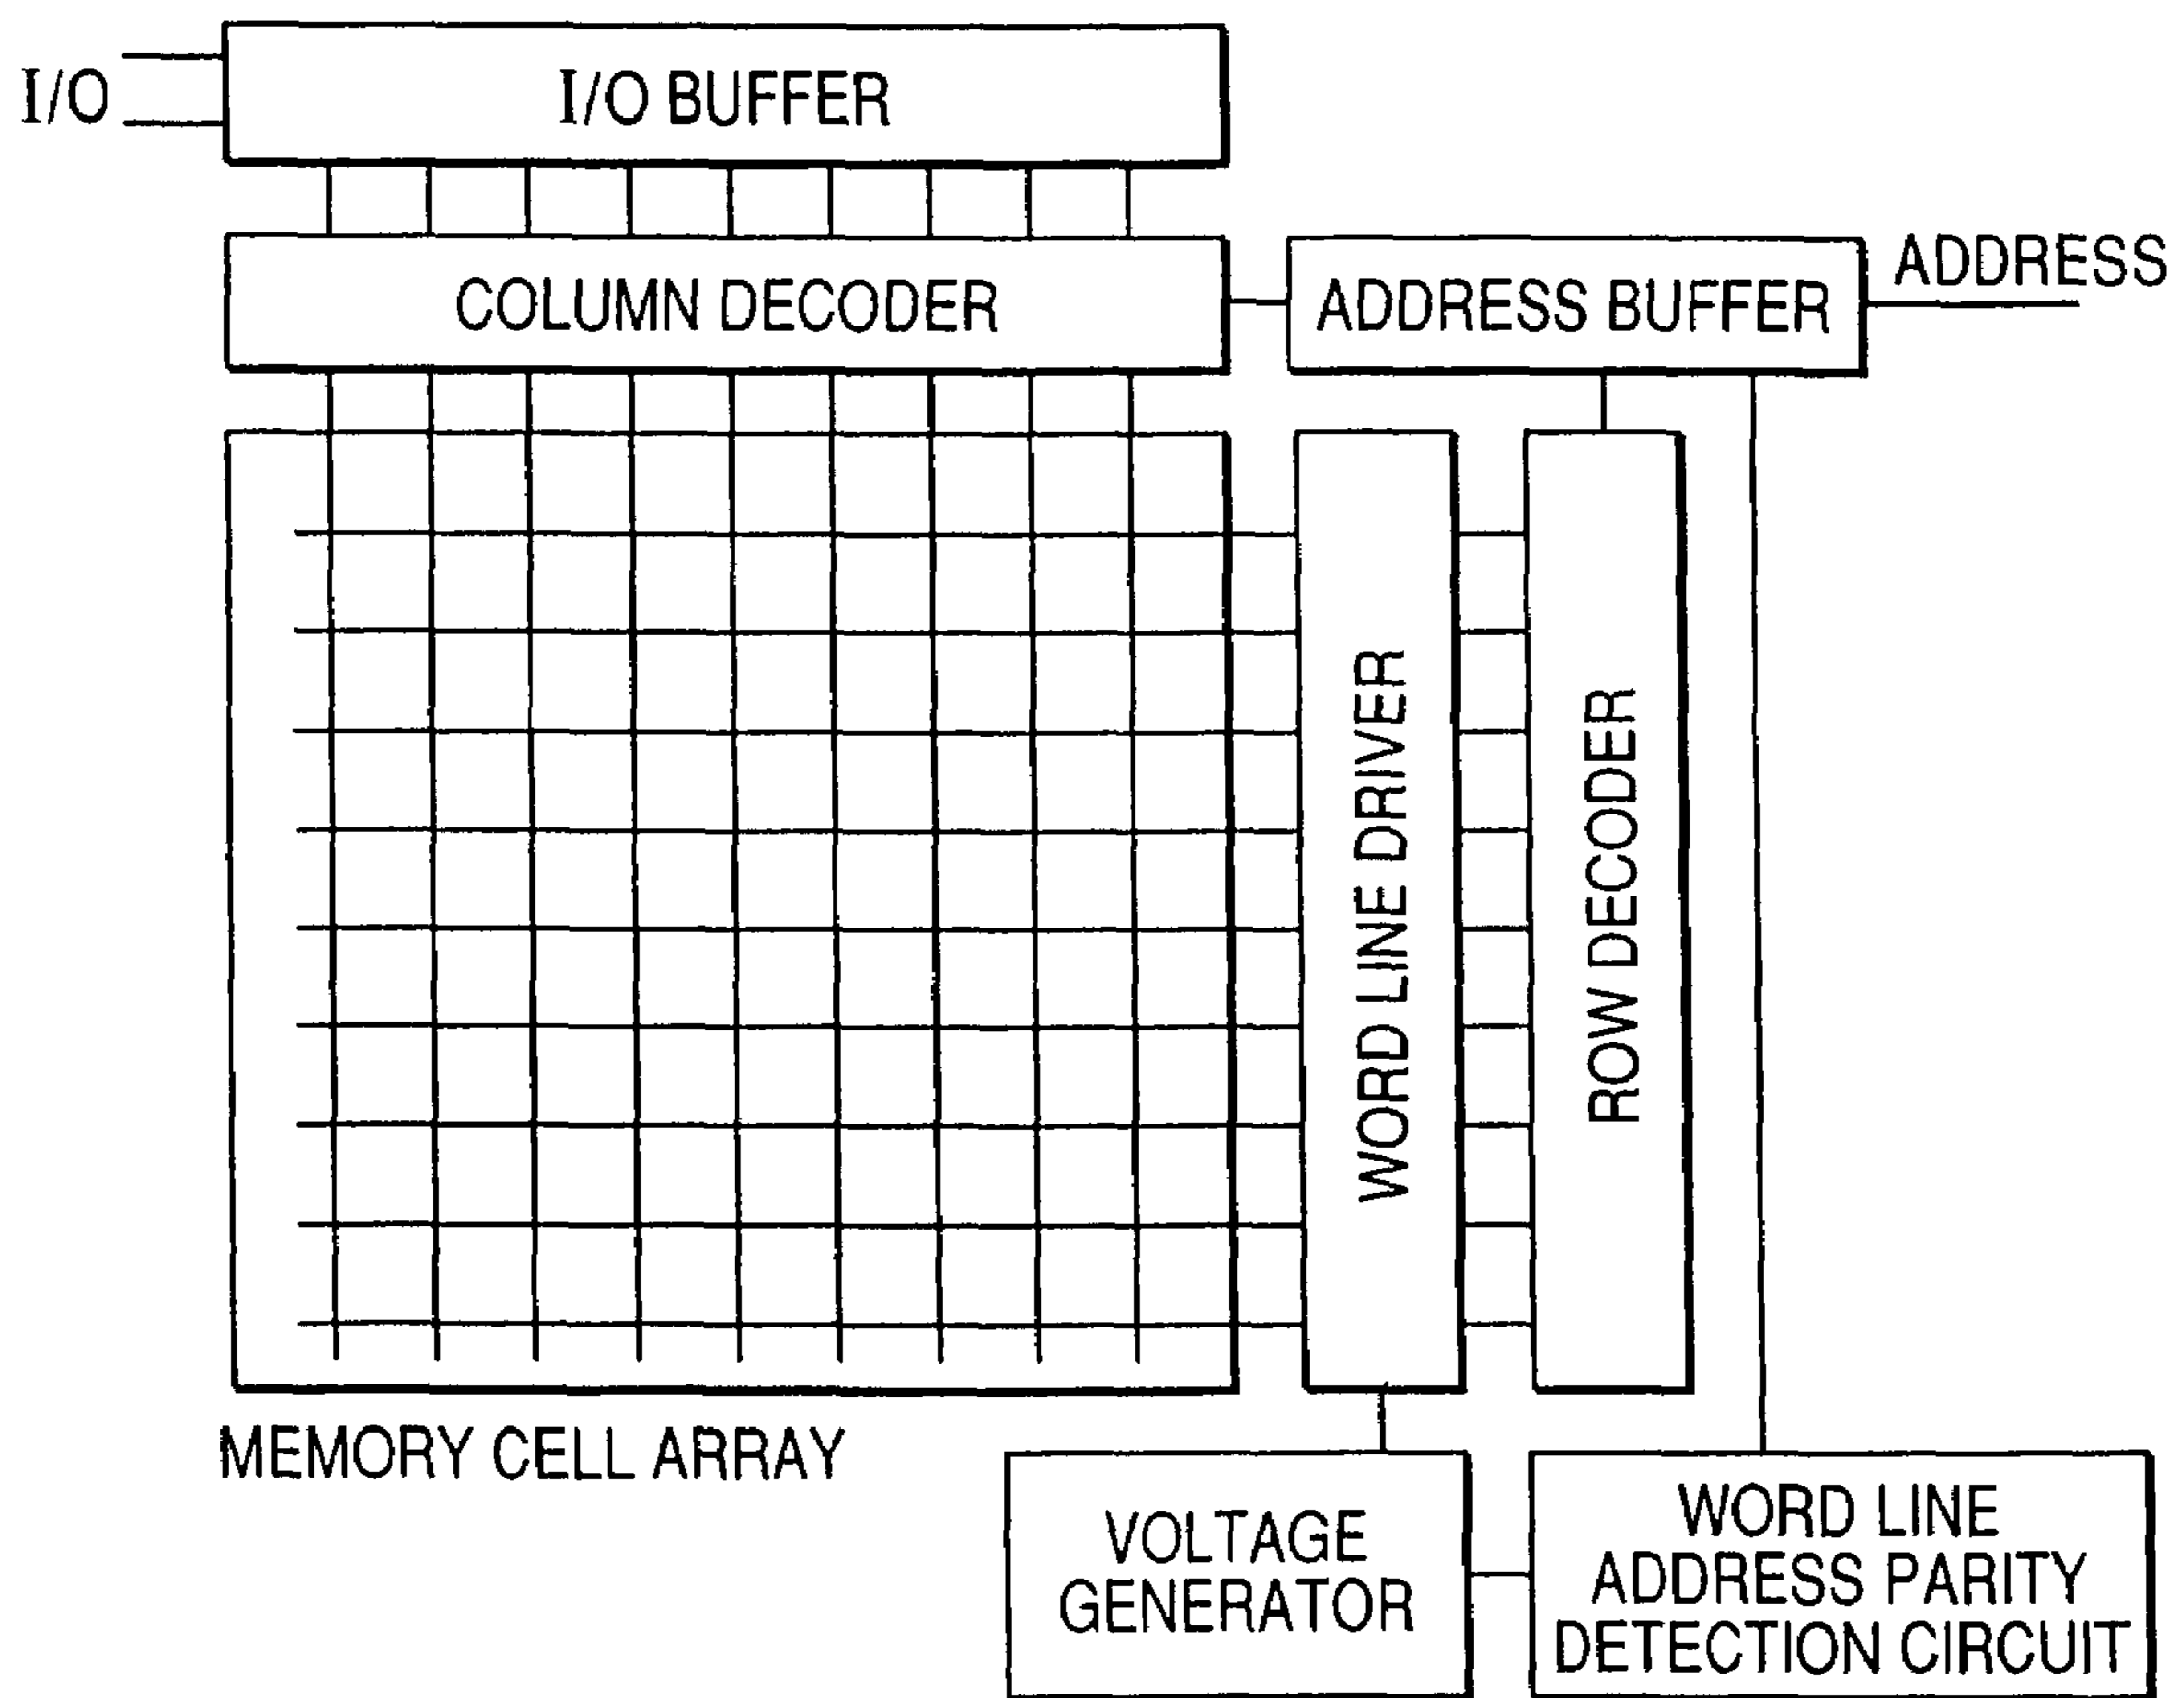 I/O
I/O BUFFER
COLUMN DECODER
ADDRESS BUFFER
ADDRESS
WORD LINE DRIVER
ROW DECODER
MEMORY CELL ARRAY
VOLTAGE
GENERATOR
WORD LINE
ADDRESS PARITY
DETECTION CIRCUIT